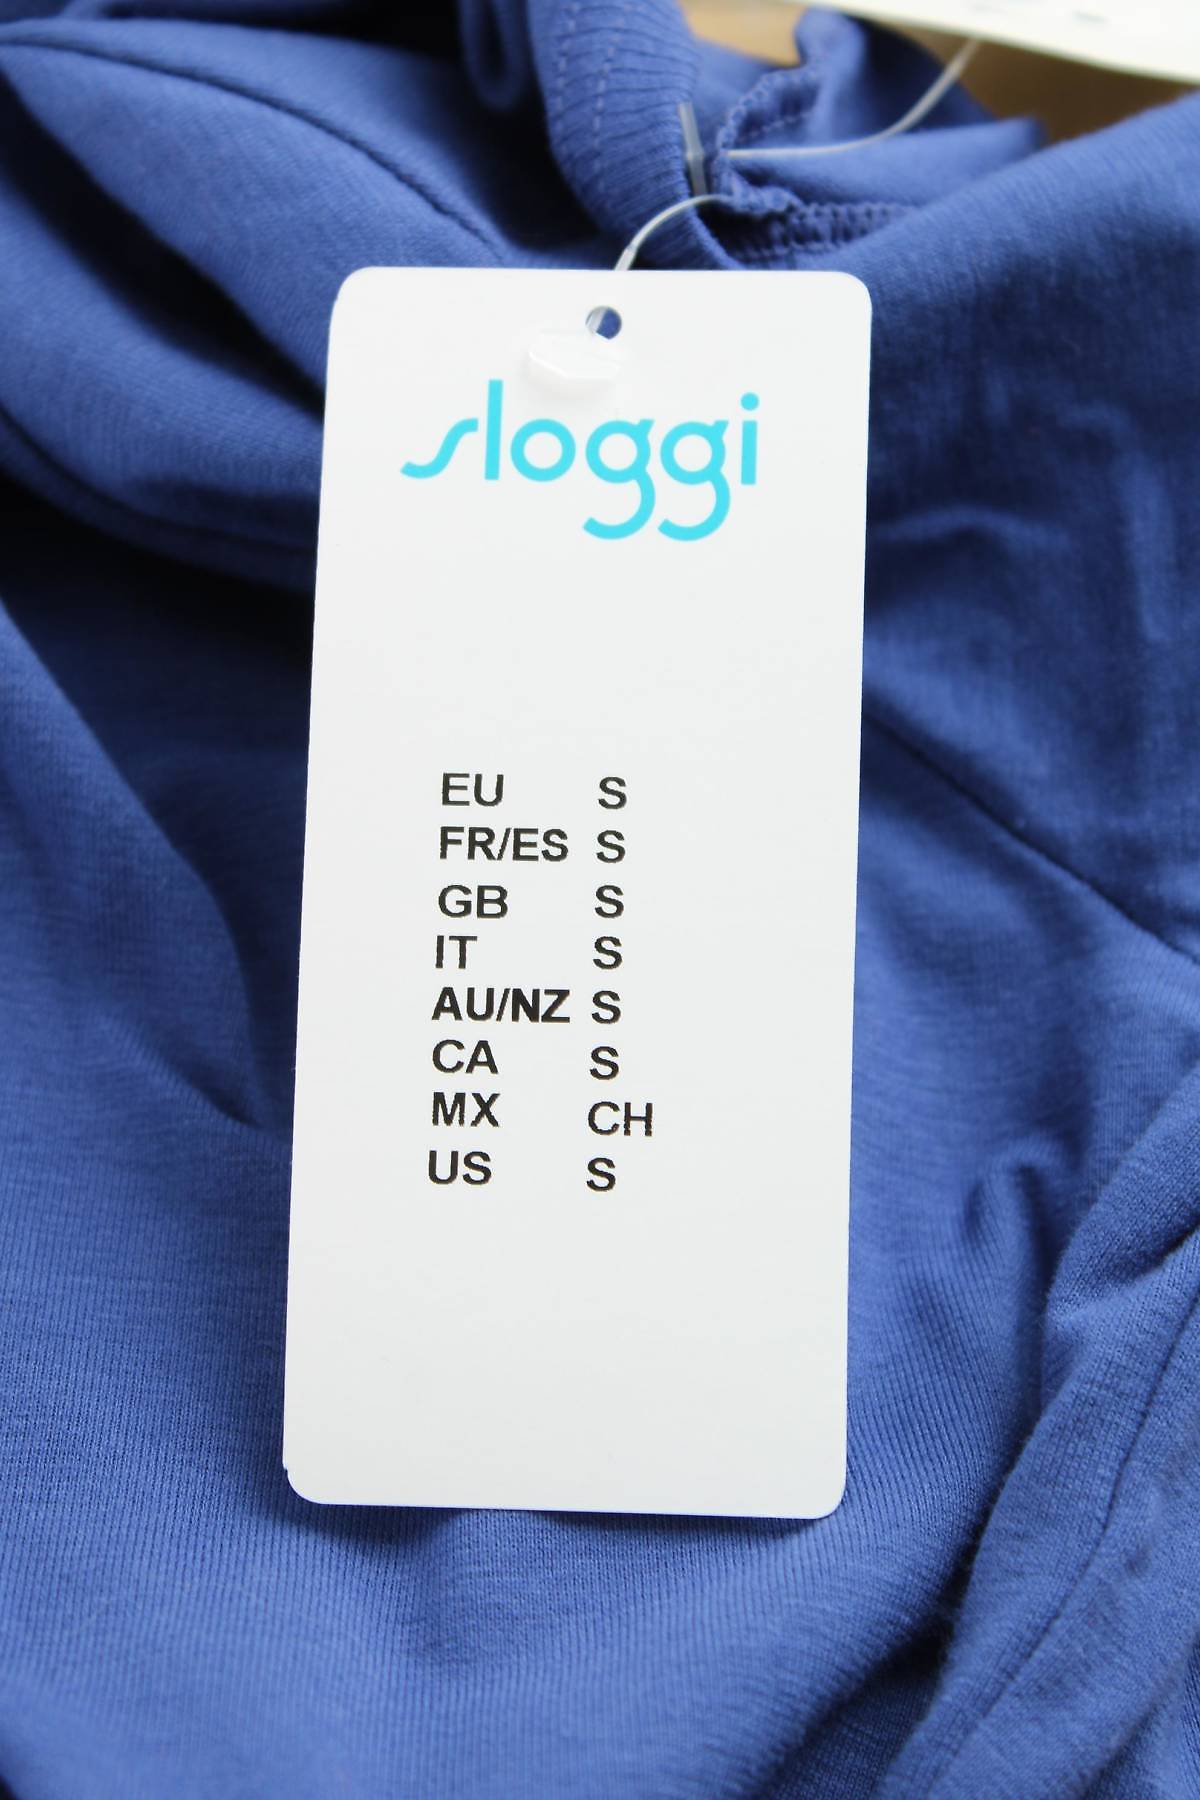 sloggi
EU S
FR/ES S
GB S
IT S
AU/NZ S
CA S
MX CH
US S